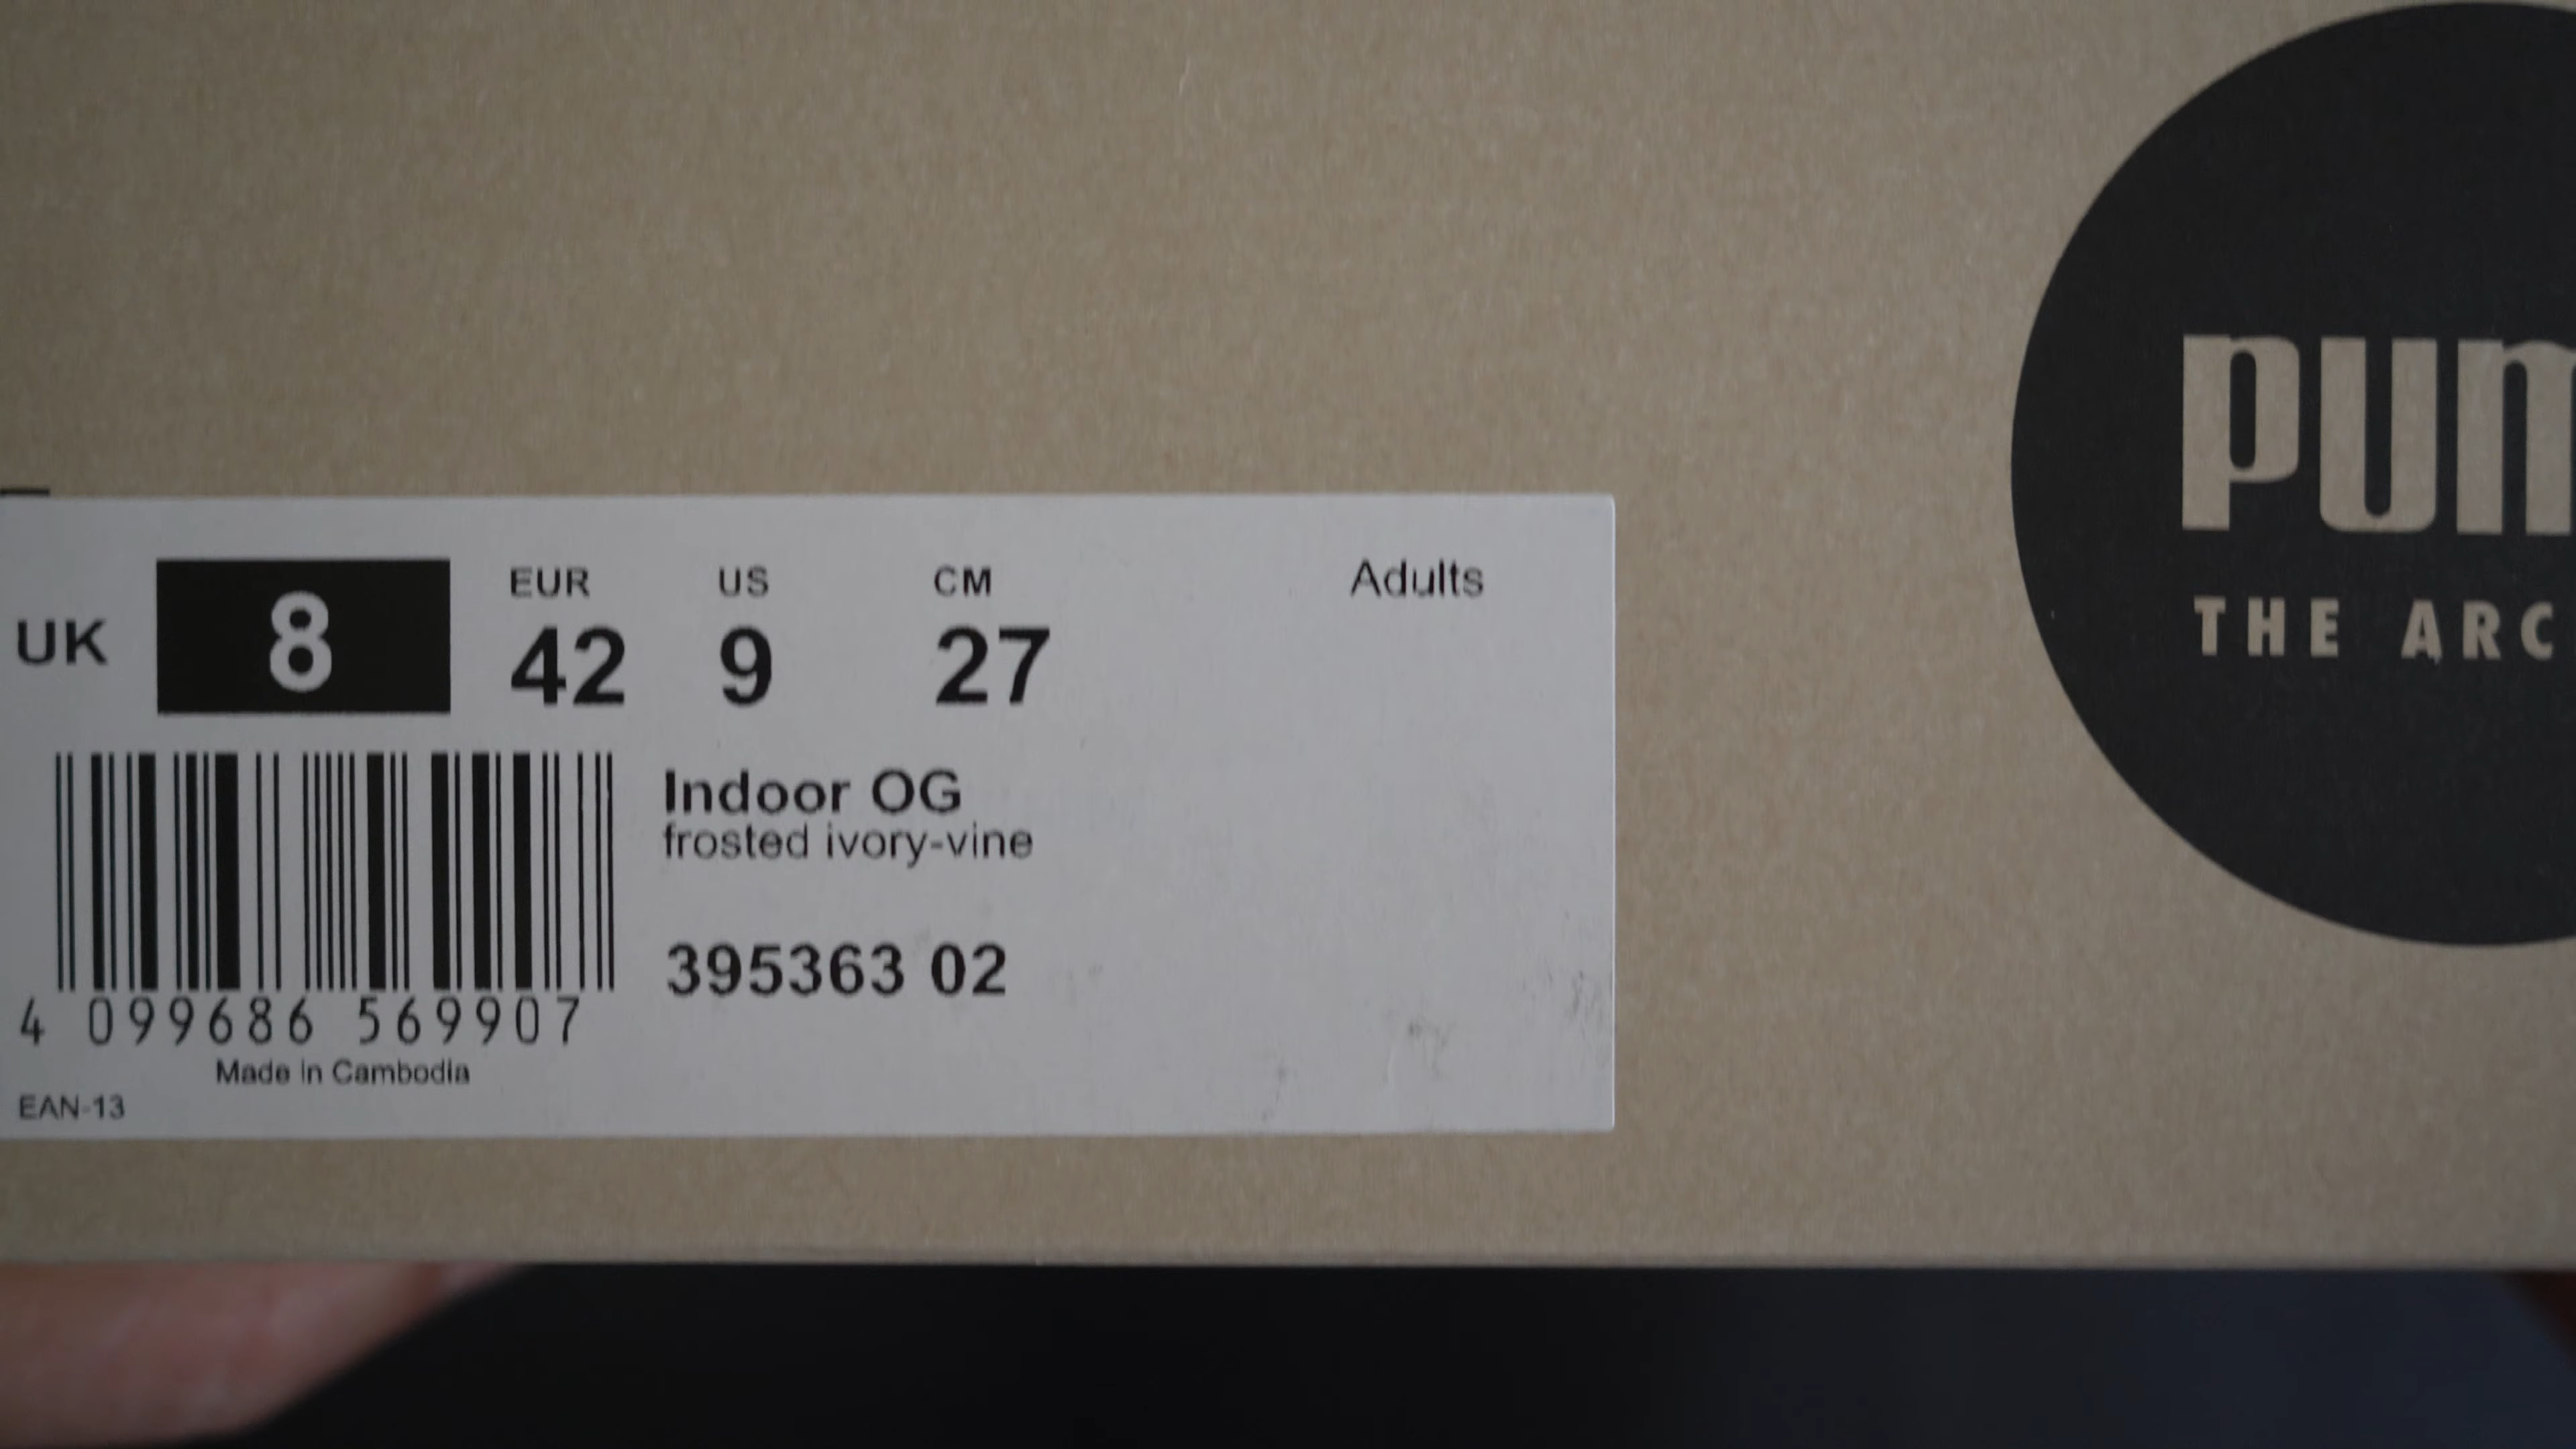 UK 8
EUR US CM
42 9 27
Adults
Indoor OG
frosted ivory-vine
395363 02
4 099686 569907
Made in Cambodia
EAN-13
PUM
THE ARC